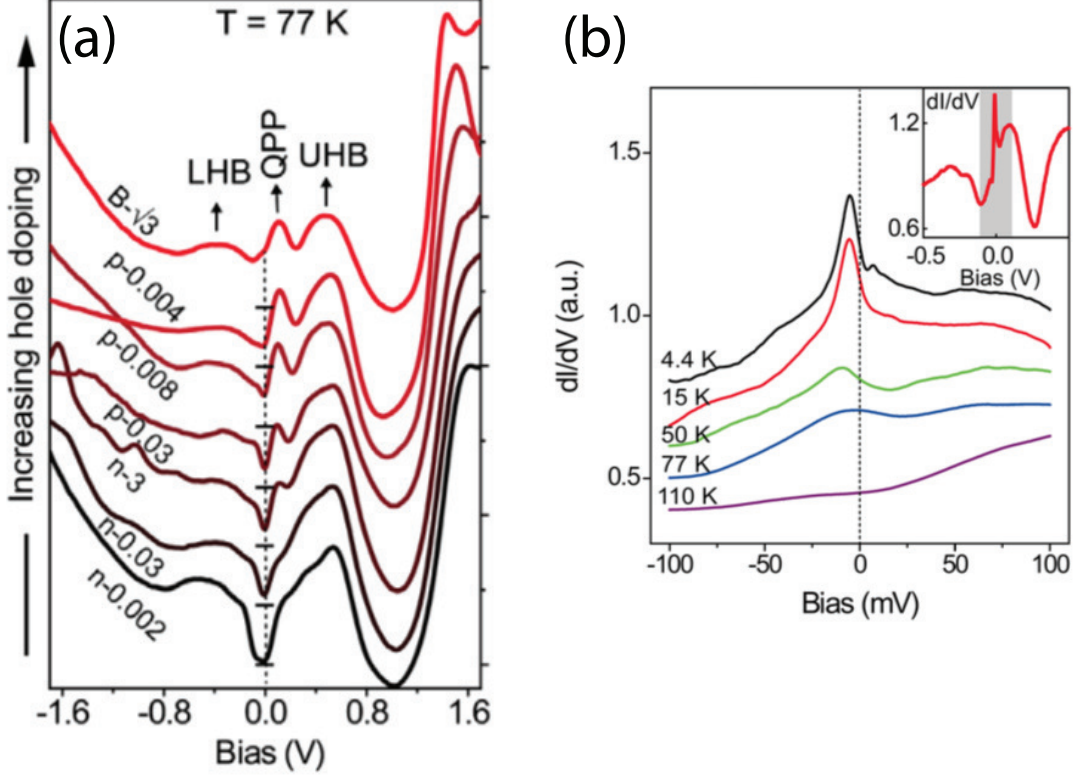 (a)
T = 77 K
Increasing hole doping
LHB
QPP
UHB
B-√3
p-0.004
p-0.008
p-0.03
n-3
n-0.03
n-0.002
-1.6
-0.8
0.0
0.8
1.6
Bias (V)
(b)
dI/dV (a.u.)
1.5
1.0
0.5
dI/dV
1.2
0.6
-0.5
0.0
Bias (V)
4.4 K
15 K
50 K
77 K
110 K
-100
-50
0
50
100
Bias (mV)